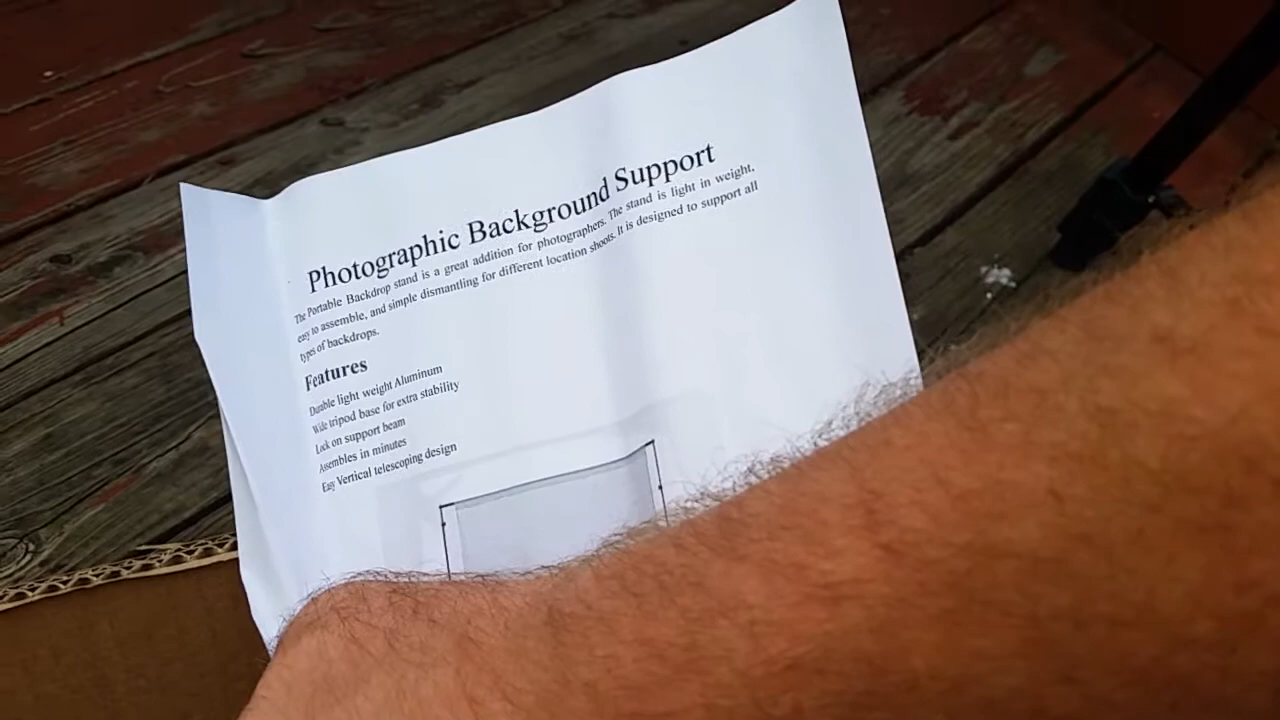 Photographic Background Support
The Portable Backdrop stand is a great addition for photographers. The stand is light in weight,
easy to assemble, and simple dismantling for different location shoots. It is designed to support all
types of backdrops.
Features
Durable light weight Aluminum
Wide tripod base for extra stability
Lock on support beam
Assembles in minutes
Easy Vertical telescoping design